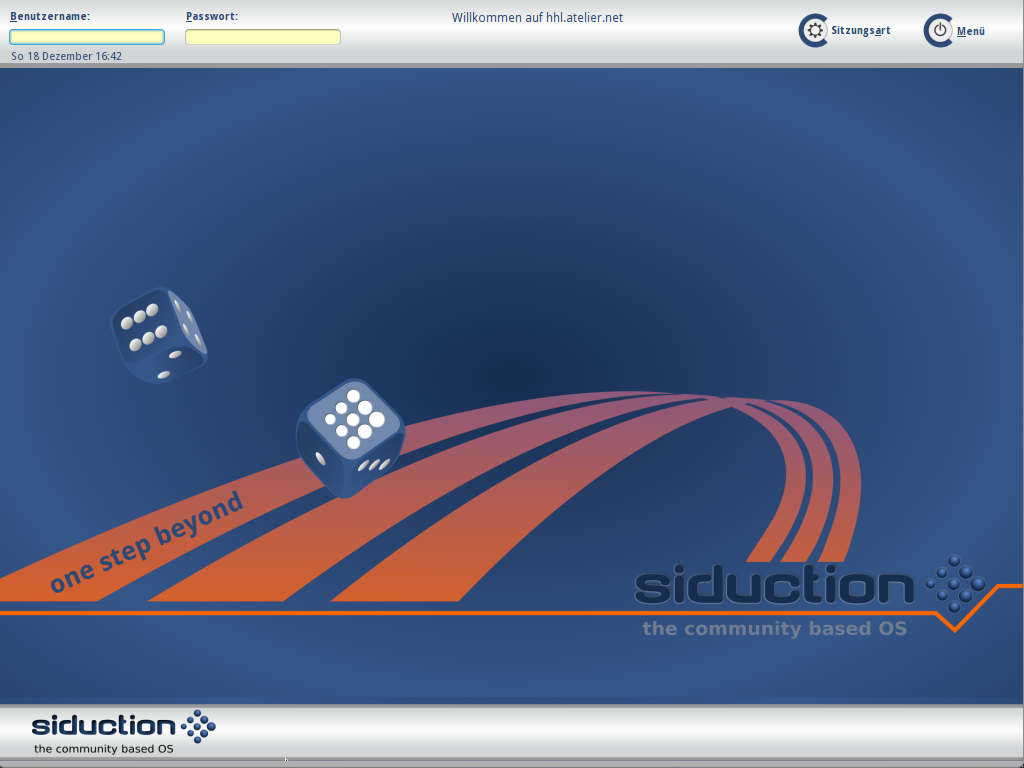 Benutzername:
Passwort:
Willkommen auf hhl.atelier.net
Sitzungsart
Menü
So 18 Dezember 16:42
one step beyond
siduction
the community based OS
siduction
the community based OS